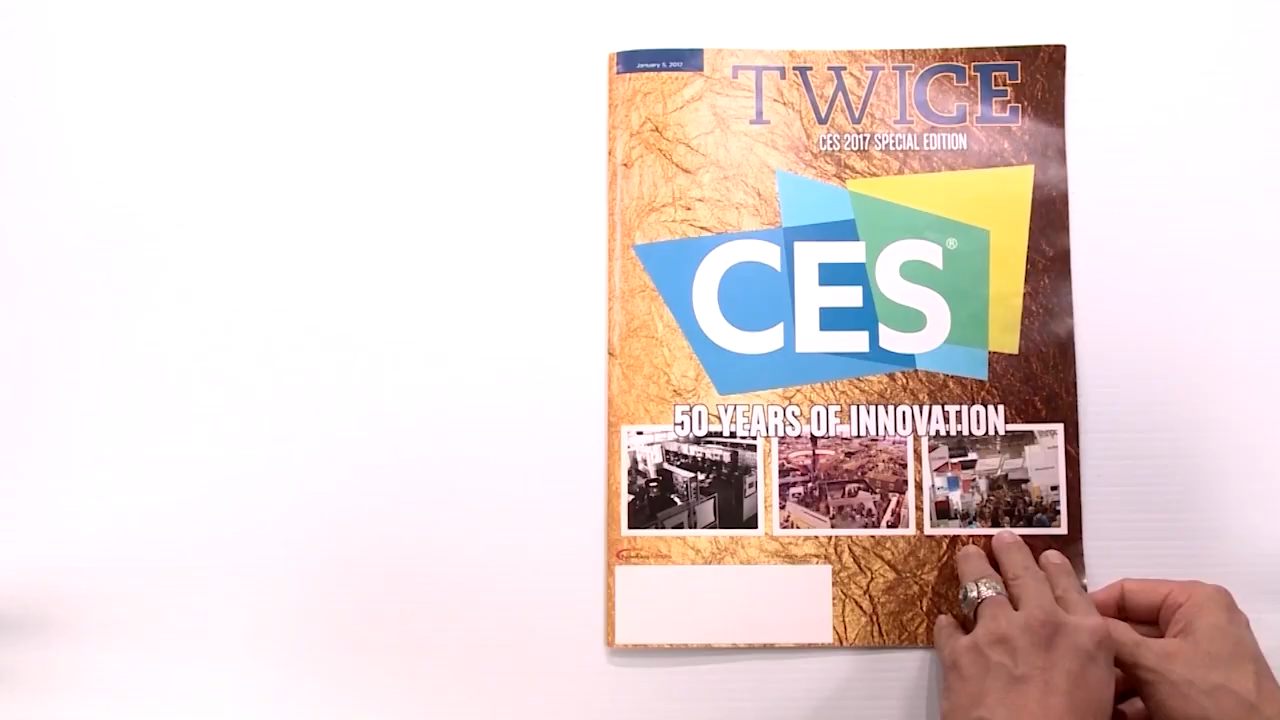 January 5, 2017
TWICE
CES 2017 SPECIAL EDITION
CES®
50 YEARS OF INNOVATION